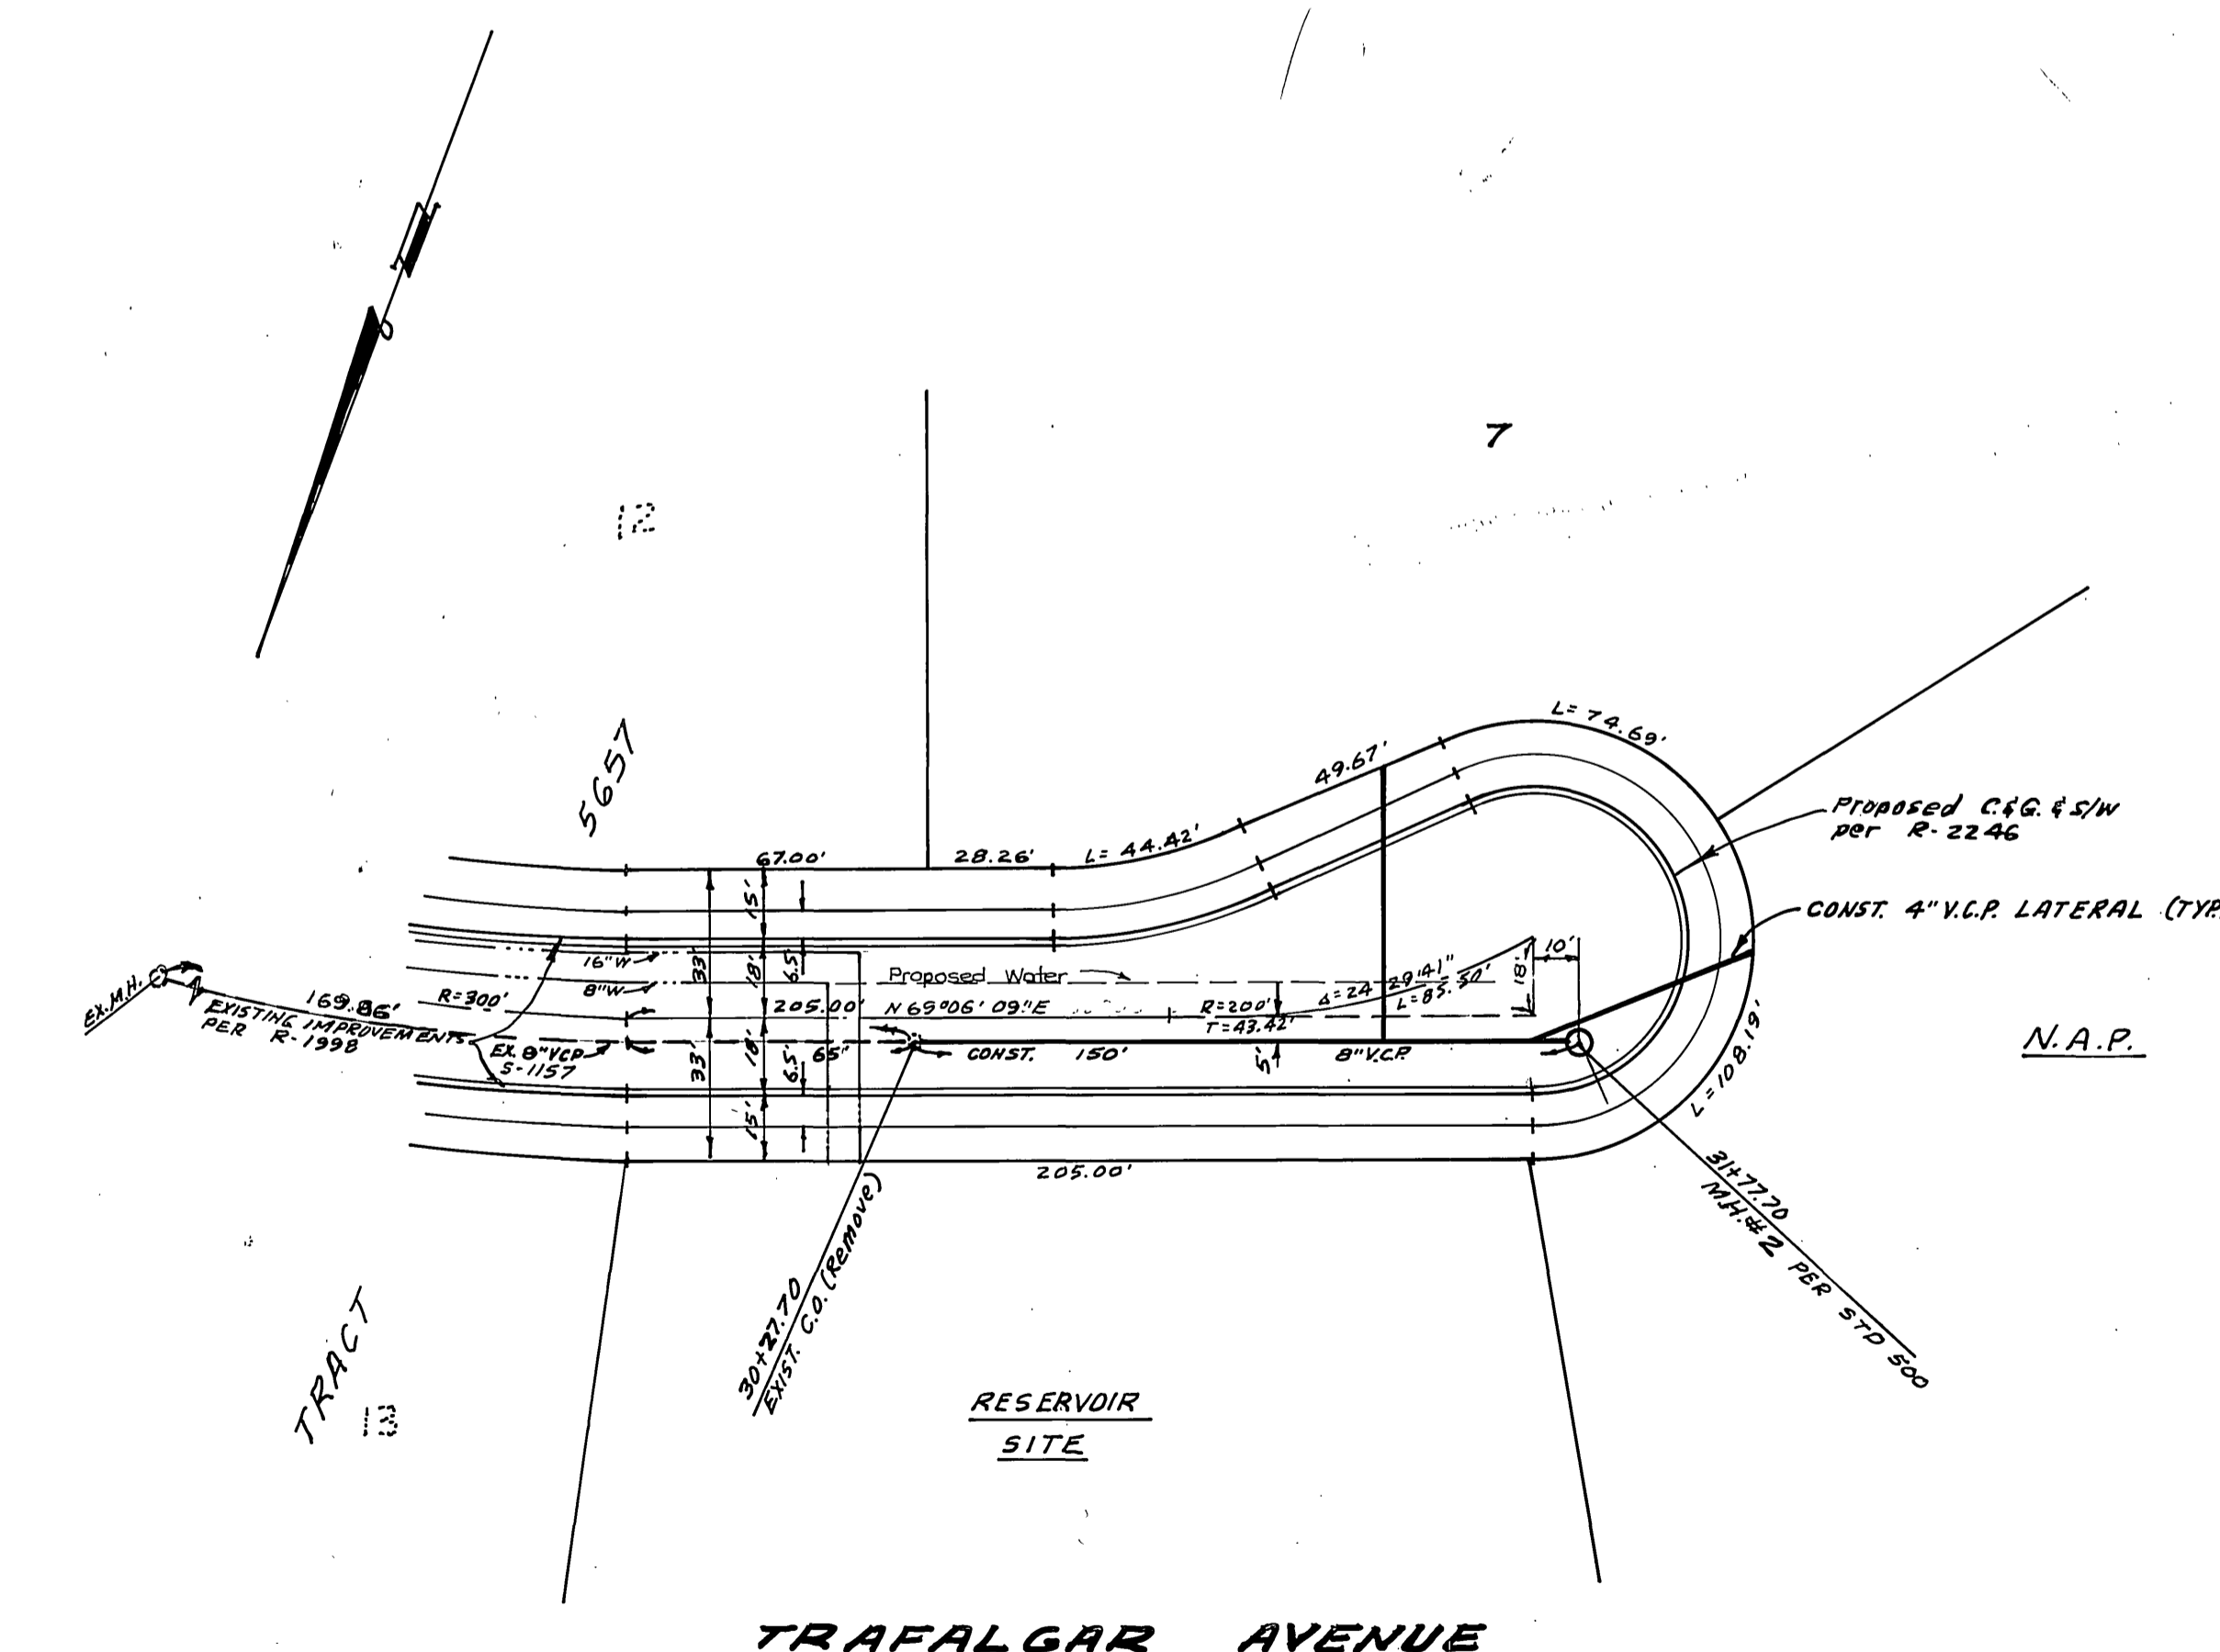 N
7
12
5657
L= 74.69'
49.67'
Proposed C.&G. & S/W
per R-2246
67.00'
28.26'
L= 44.42'
CONST. 4" V.C.P. LATERAL (TYP.
15'
33'
18'
6.5'
16"W
8"W
Proposed Water
10'
18'
Δ=24 29'41"
L=85.50'
EX. M.H.
169.86'
EXISTING IMPROVEMENTS
PER R-1998
R=300'
205.00'
N 69°06' 09"E
R=200'
T=43.42'
EX. 8" VCP
S-1157
33'
18'
6.5'
15'
65'
CONST. 150'
5'
8" V.C.P.
L=108.19'
N.A.P.
205.00'
31+77.70
M.H. #2 PER STD 500
30+27.70
EXIST. C.O. (Remove)
TRACT
13
RESERVOIR
SITE
TRAFALGAR AVENUE